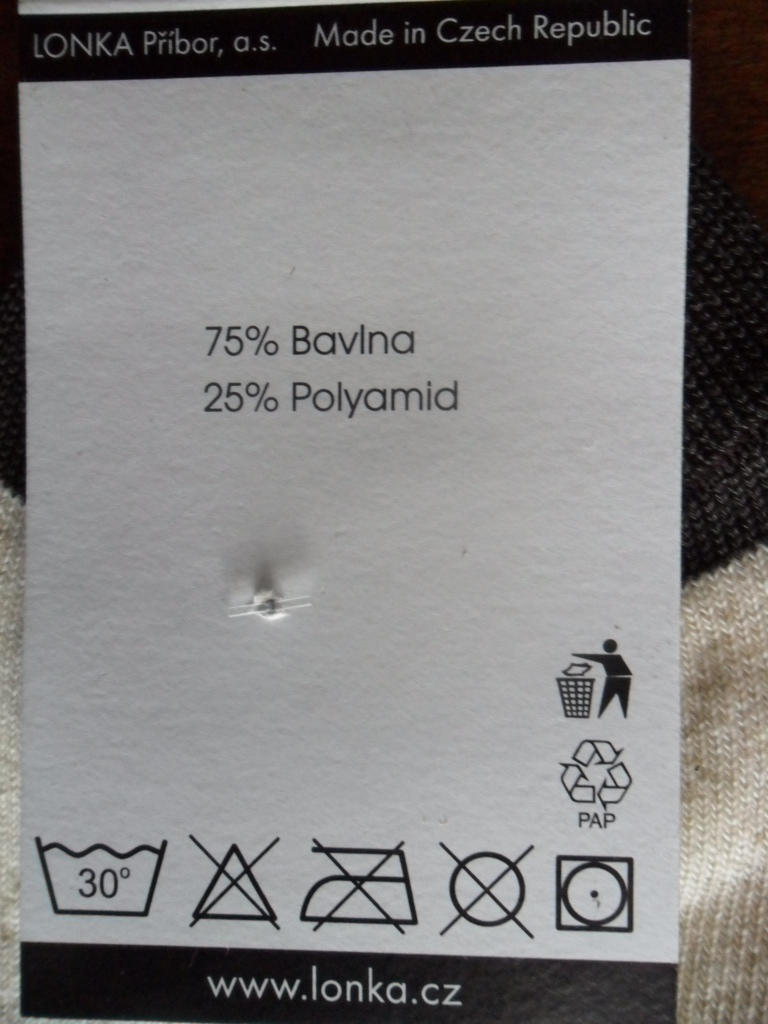 LONKA Příbor, a.s. Made in Czech Republic
75% Bavlna
25% Polyamid
PAP
30°
www.lonka.cz